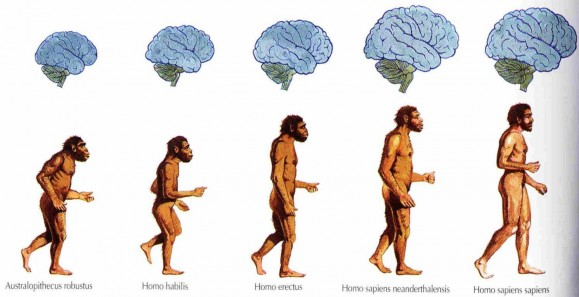 Australopithecus robustus
Homo habilis
Homo erectus
Homo sapiens neanderthalensis
Homo sapiens sapiens